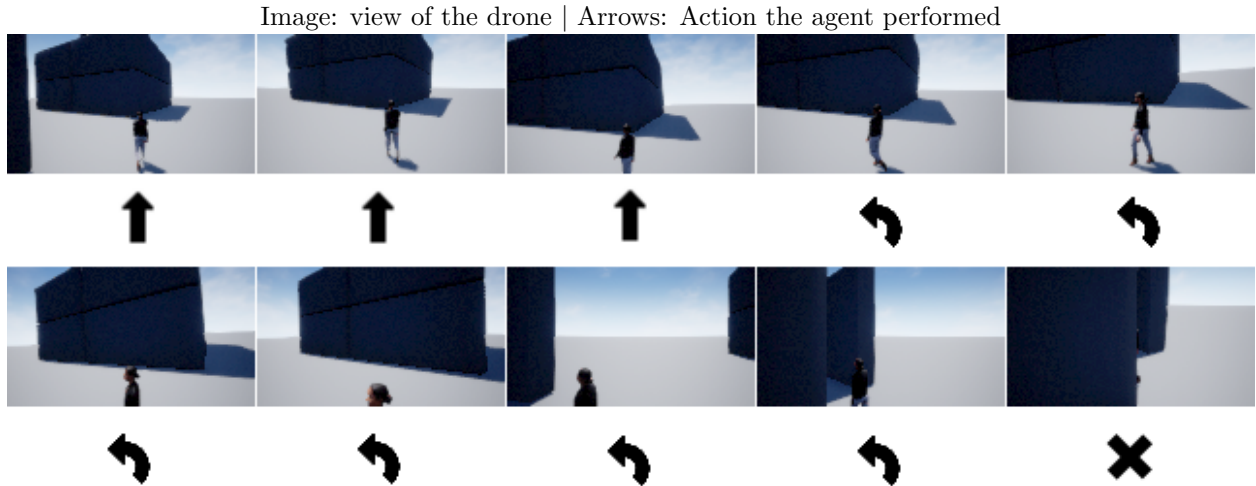 Image: view of the drone | Arrows: Action the agent performed